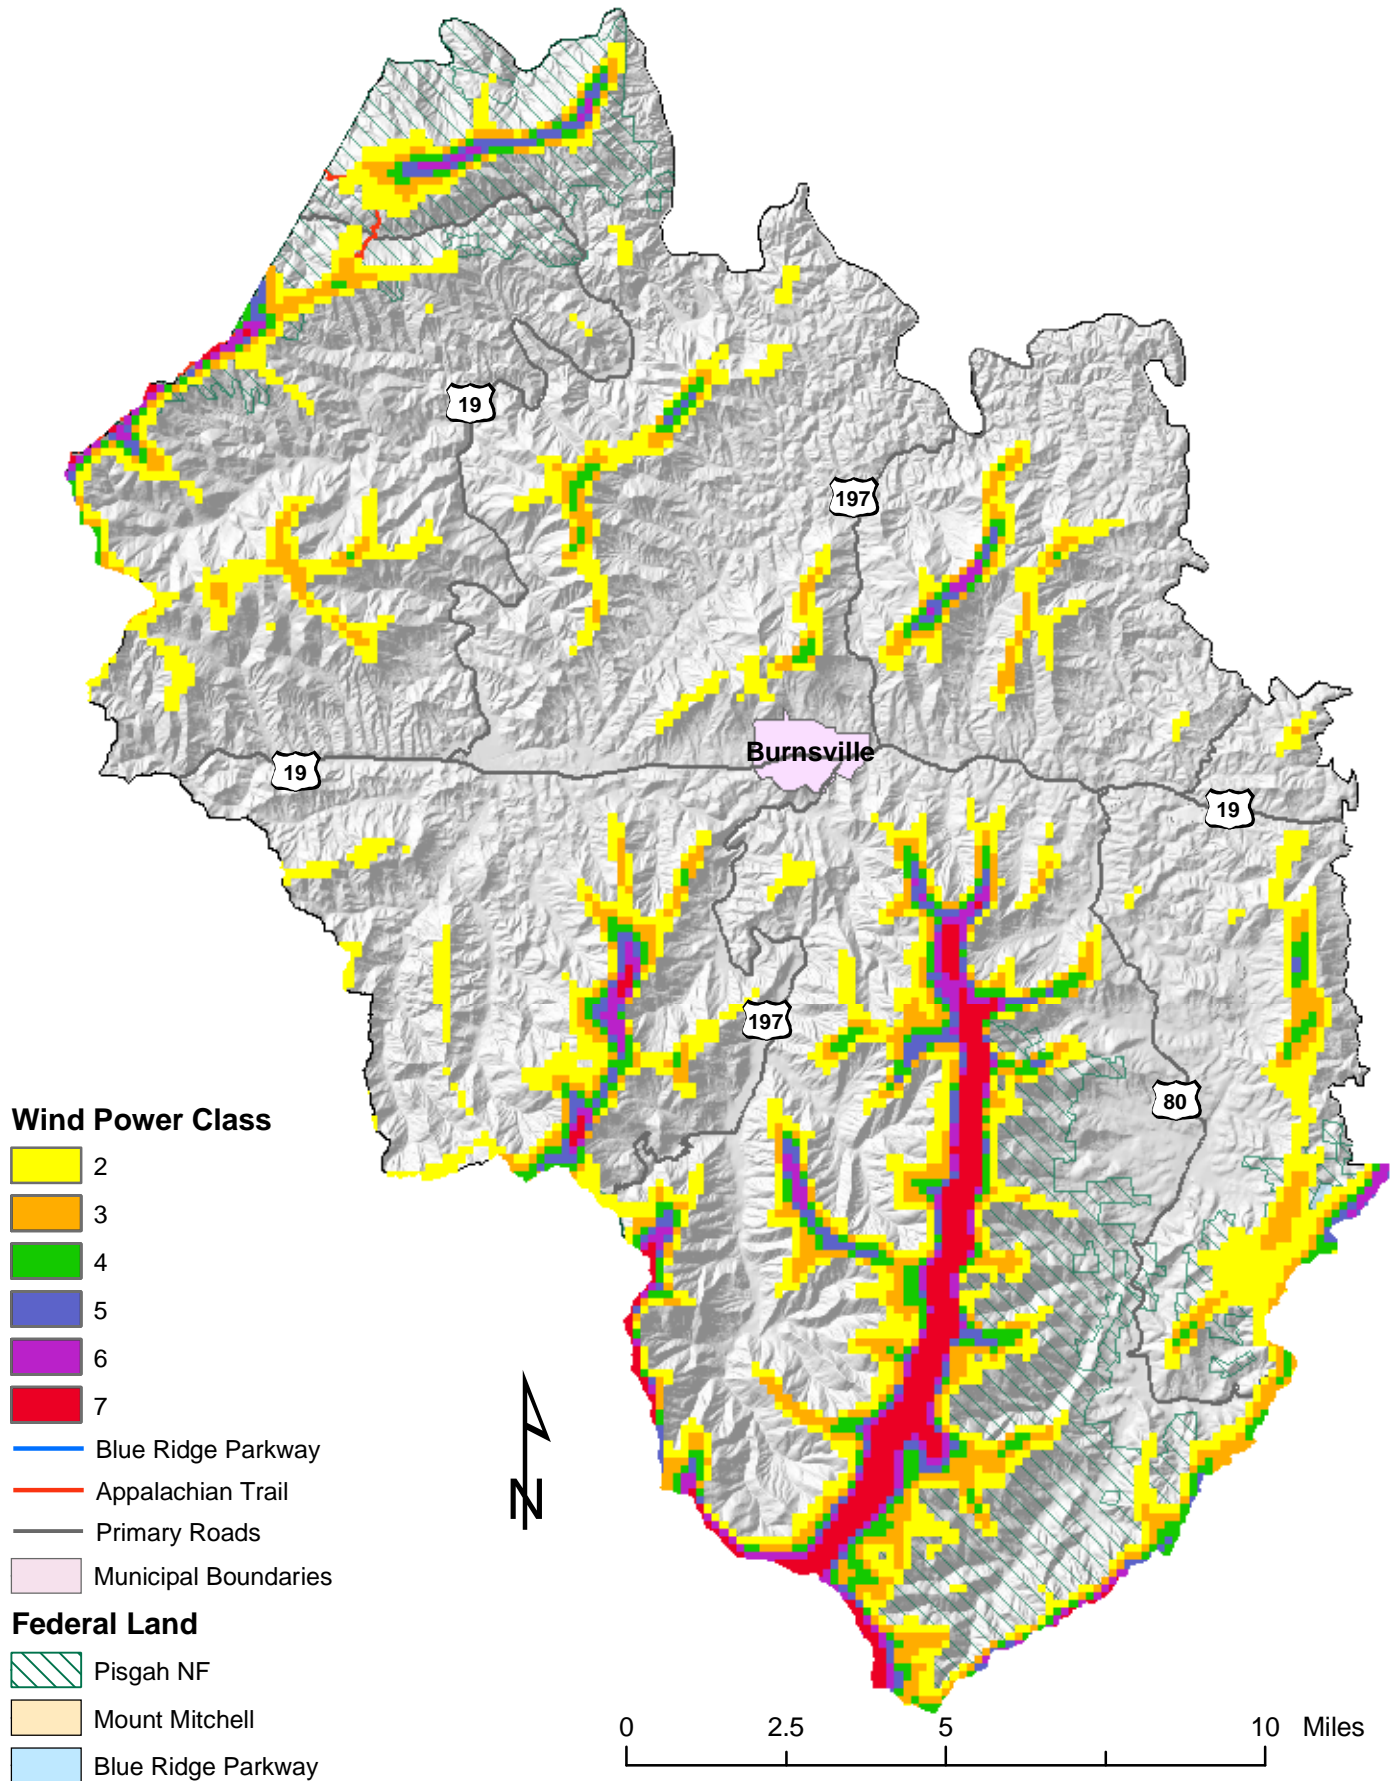 19
197
Burnsville
19
19
197
80
Wind Power Class
2
3
4
5
6
7
Blue Ridge Parkway
Appalachian Trail
Primary Roads
Municipal Boundaries
Federal Land
Pisgah NF
Mount Mitchell
Blue Ridge Parkway
N
0 2.5 5 10 Miles